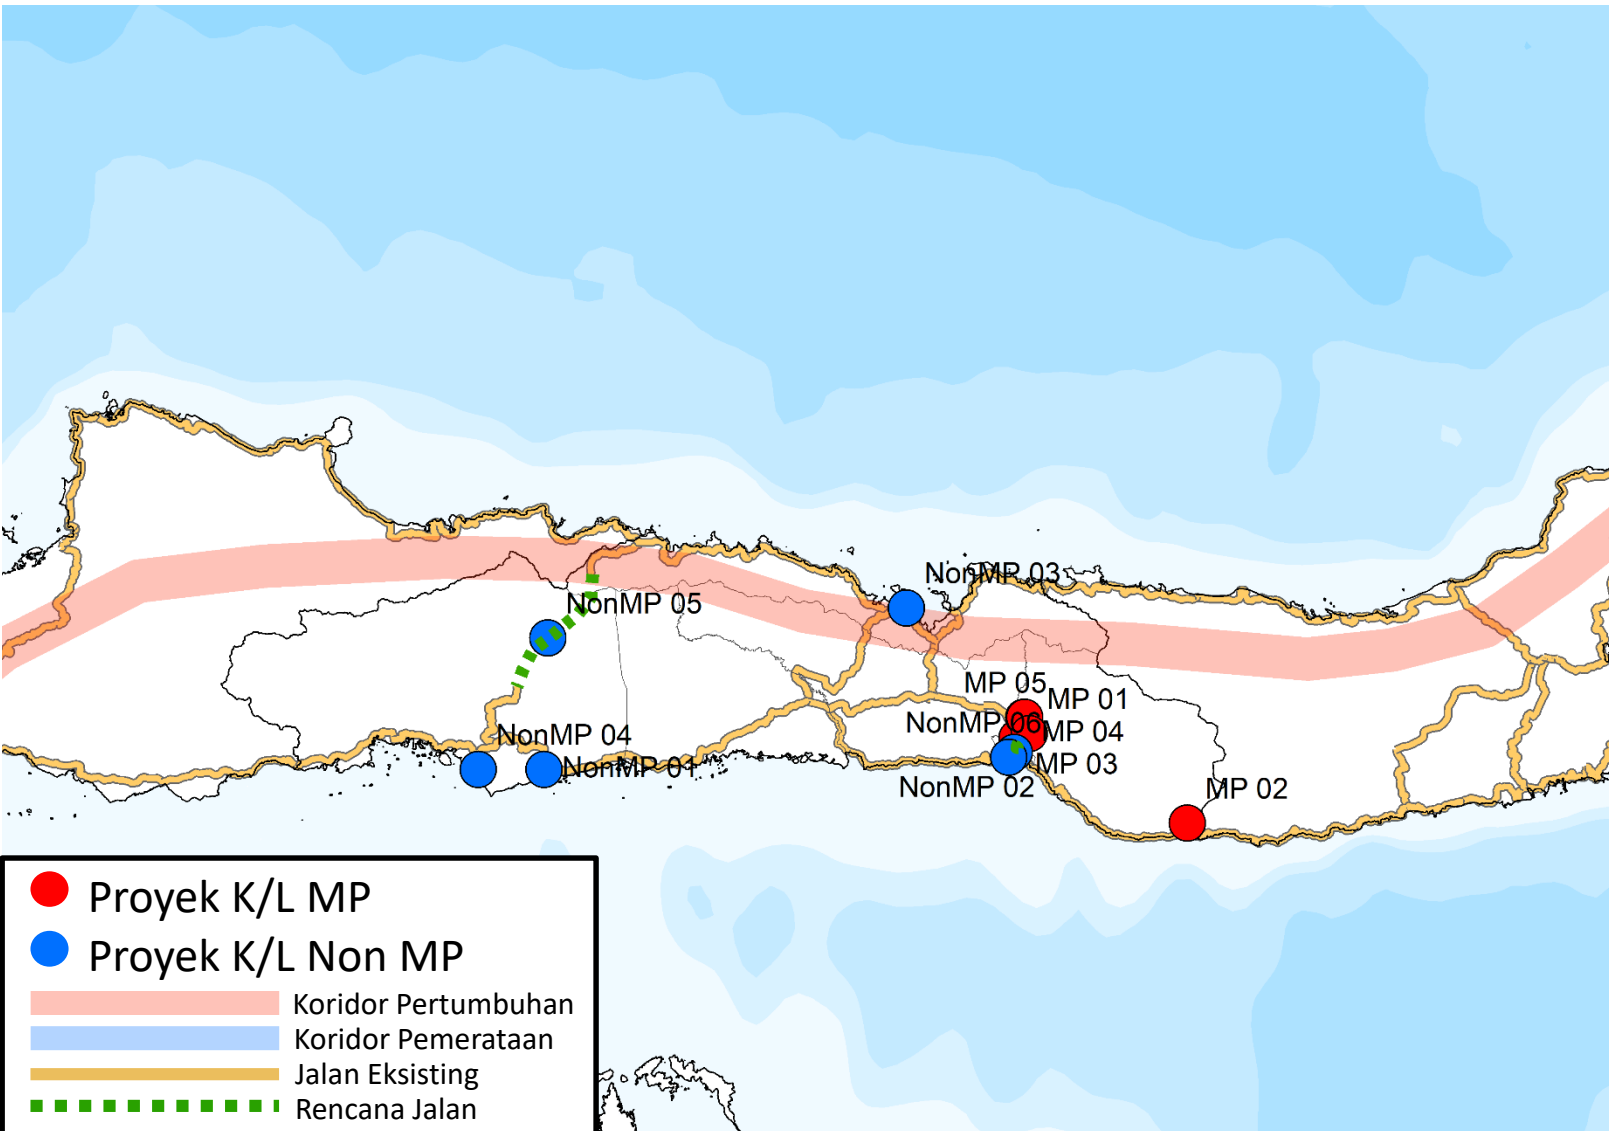 NonMP 03
NonMP 05
MP 05
MP 01
NonMP 06
MP 04
NonMP 04
NonMP 01
MP 03
NonMP 02
MP 02
Proyek K/L MP
Proyek K/L Non MP
Koridor Pertumbuhan
Koridor Pemerataan
Jalan Eksisting
Rencana Jalan